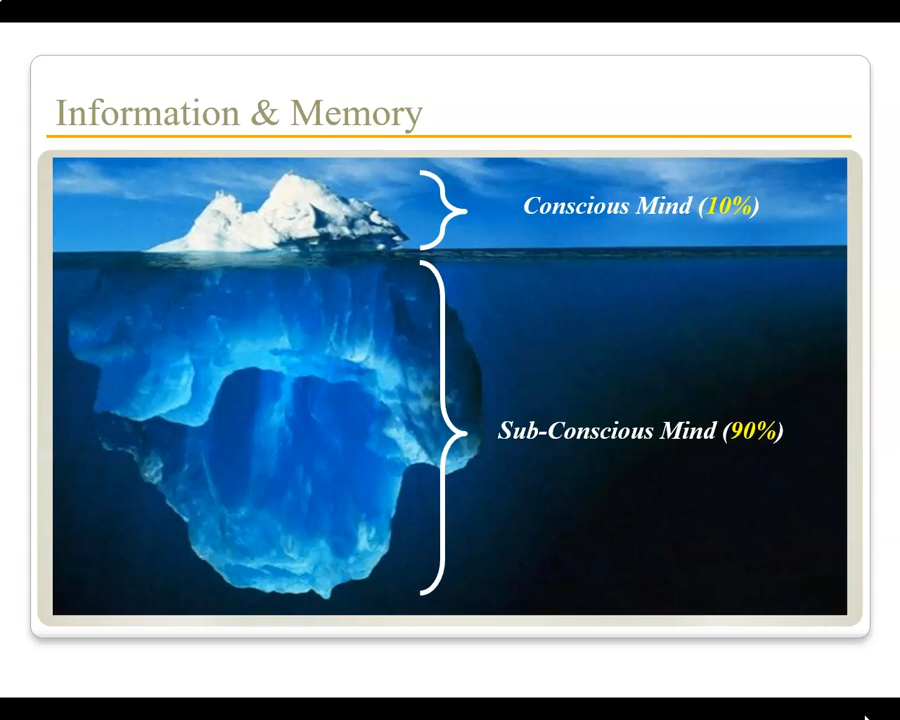 Information & Memory
Conscious Mind (10%)
Sub-Conscious Mind (90%)